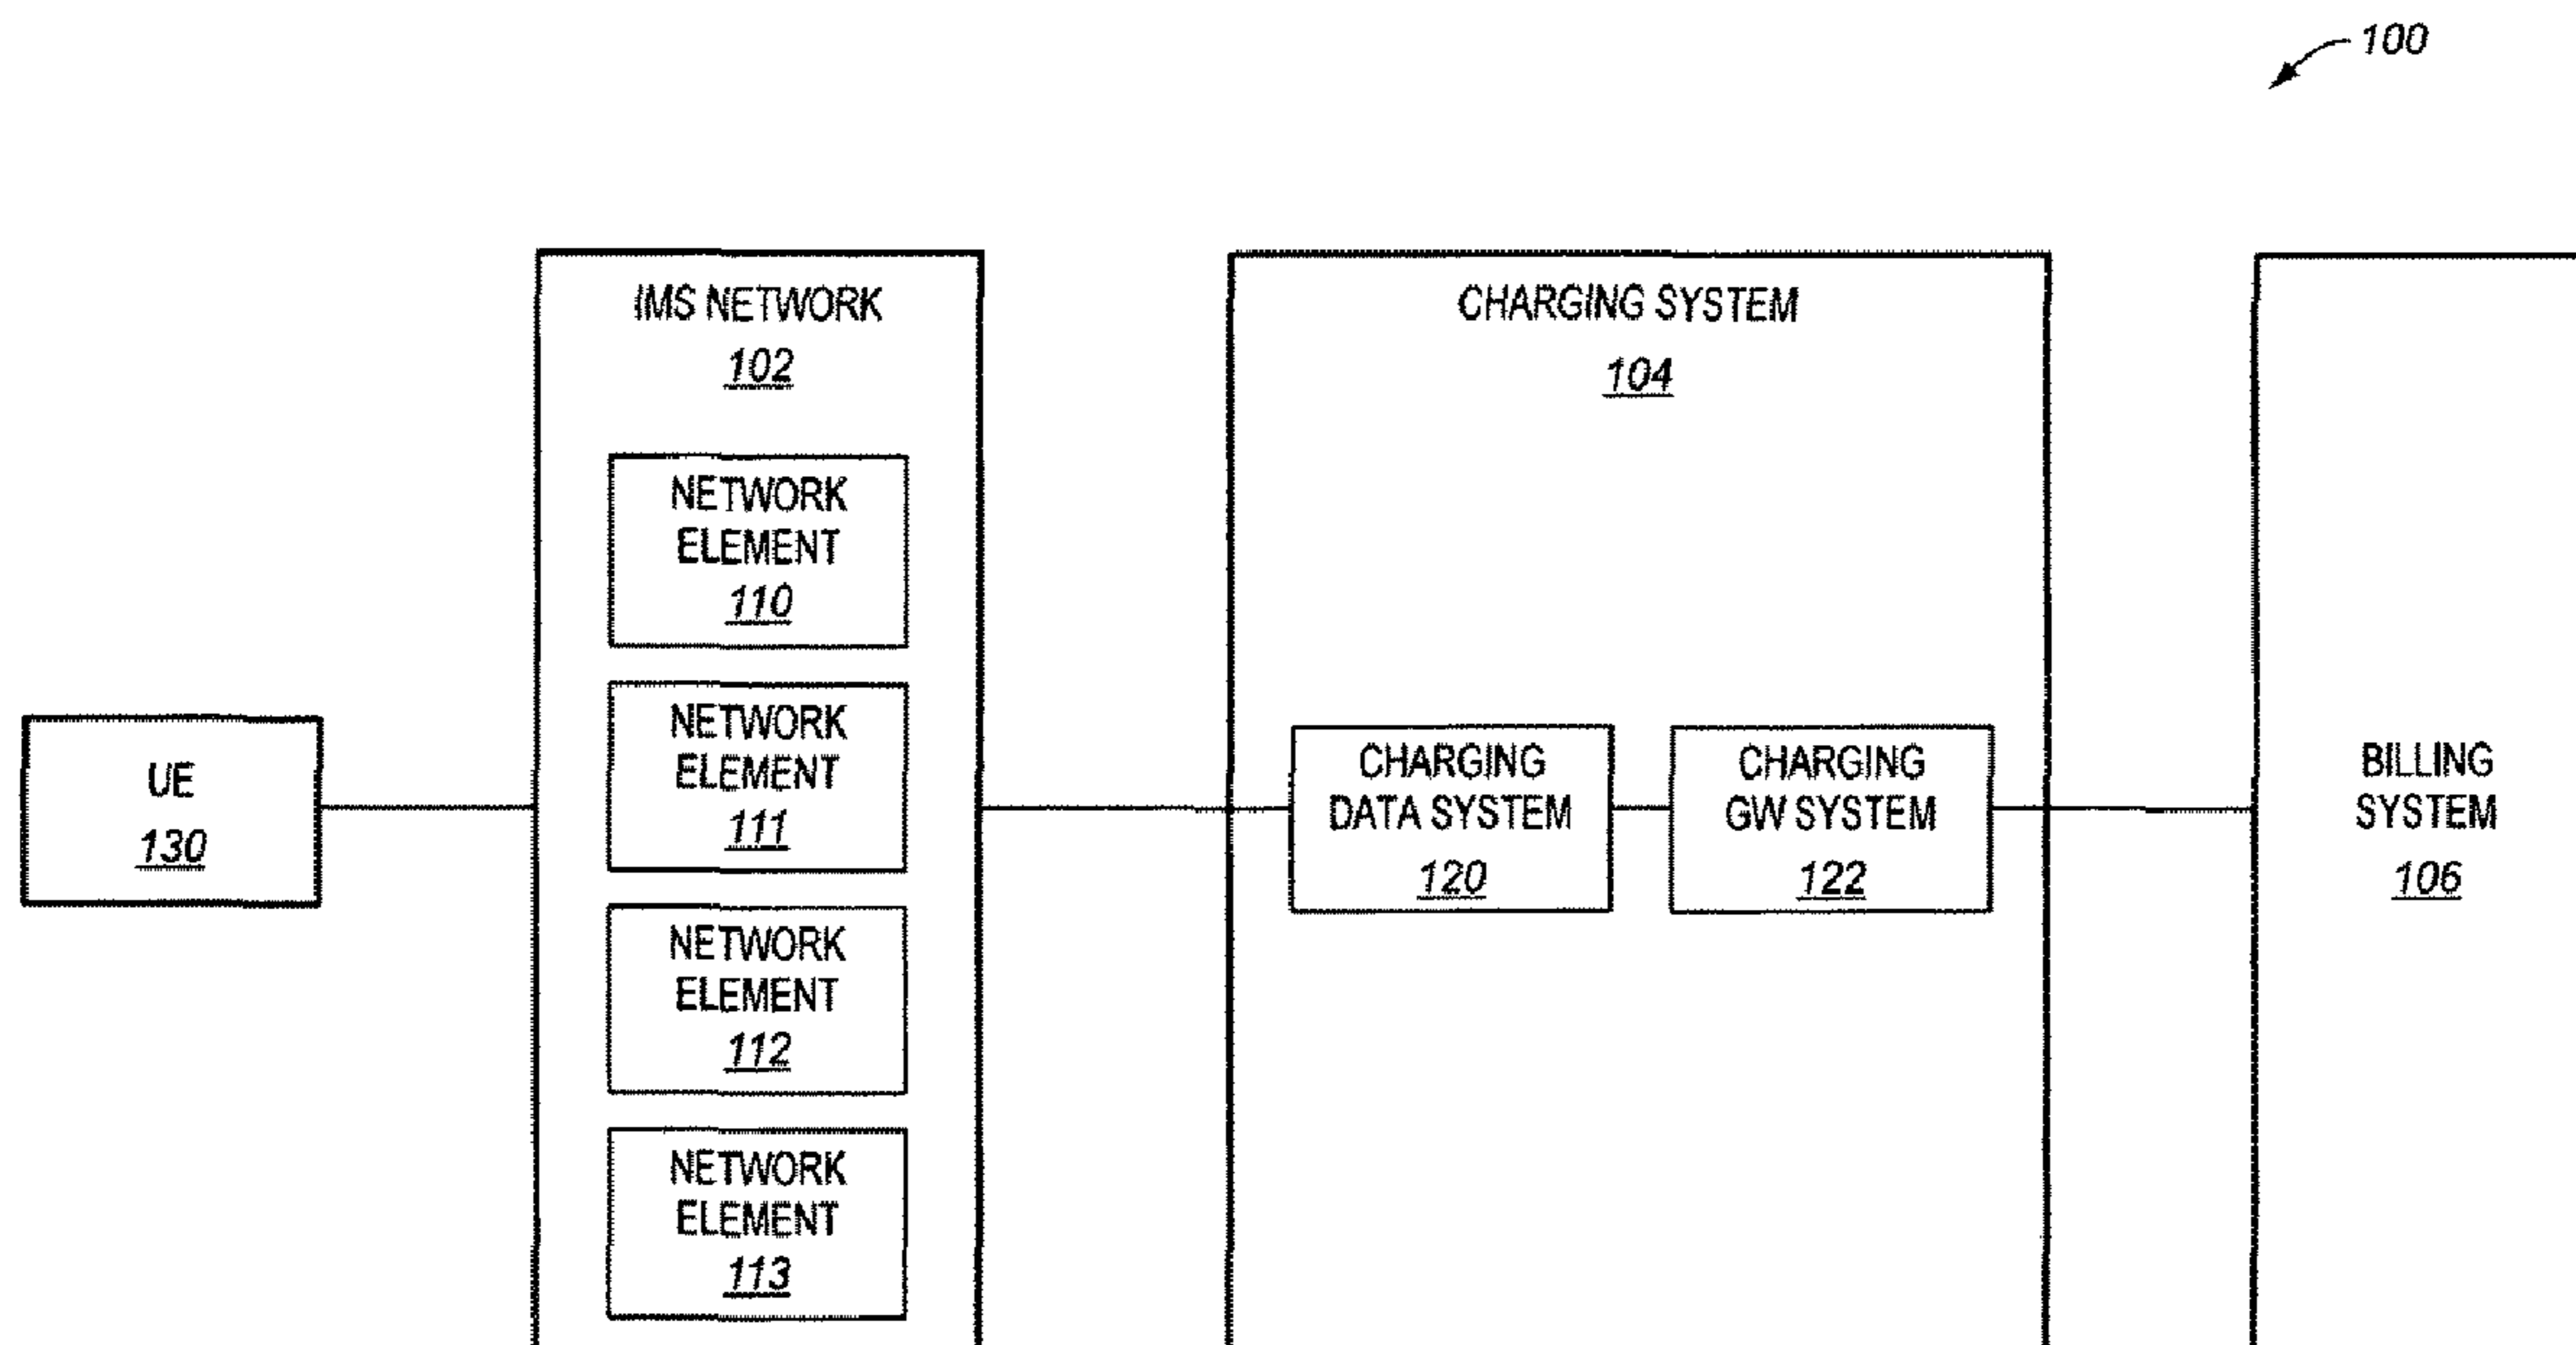 100
IMS NETWORK
102
NETWORK
ELEMENT
110
NETWORK
ELEMENT
111
NETWORK
ELEMENT
112
NETWORK
ELEMENT
113
UE
130
CHARGING SYSTEM
104
CHARGING
DATA SYSTEM
120
CHARGING
GW SYSTEM
122
BILLING
SYSTEM
106